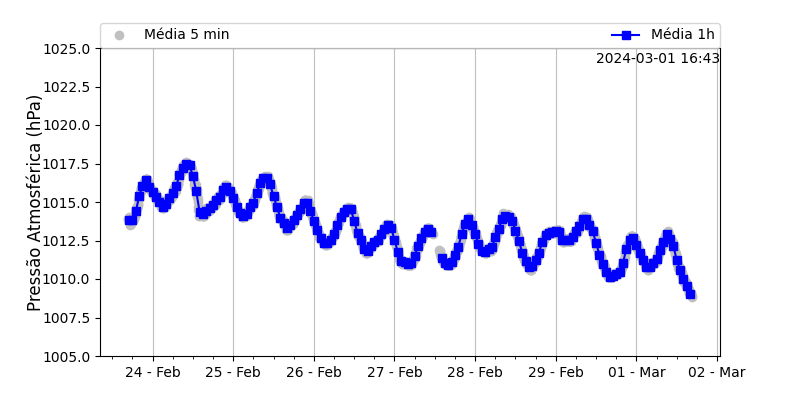 Média 5 min
Média 1h
2024-03-01 16:43
Pressão Atmosférica (hPa)
1025.0
1022.5
1020.0
1017.5
1015.0
1012.5
1010.0
1007.5
1005.0
24 - Feb
25 - Feb
26 - Feb
27 - Feb
28 - Feb
29 - Feb
01 - Mar
02 - Mar